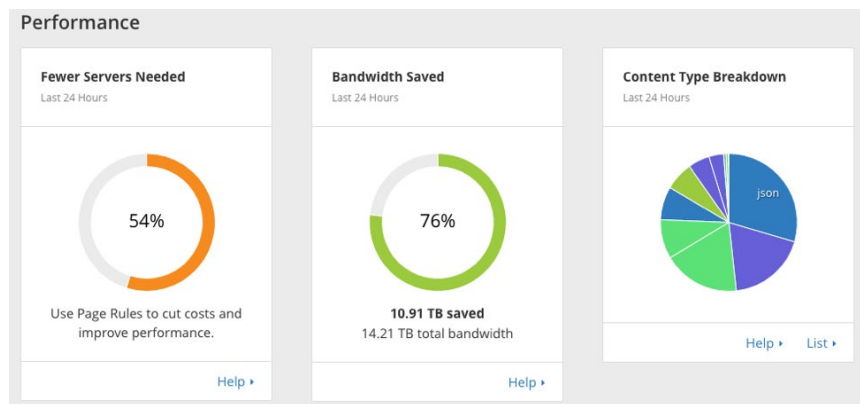 Performance
Fewer Servers Needed
Last 24 Hours
54%
Use Page Rules to cut costs and
improve performance.
Help
Bandwidth Saved
Last 24 Hours
76%
10.91 TB saved
14.21 TB total bandwidth
Help
Content Type Breakdown
Last 24 Hours
json
Help
List